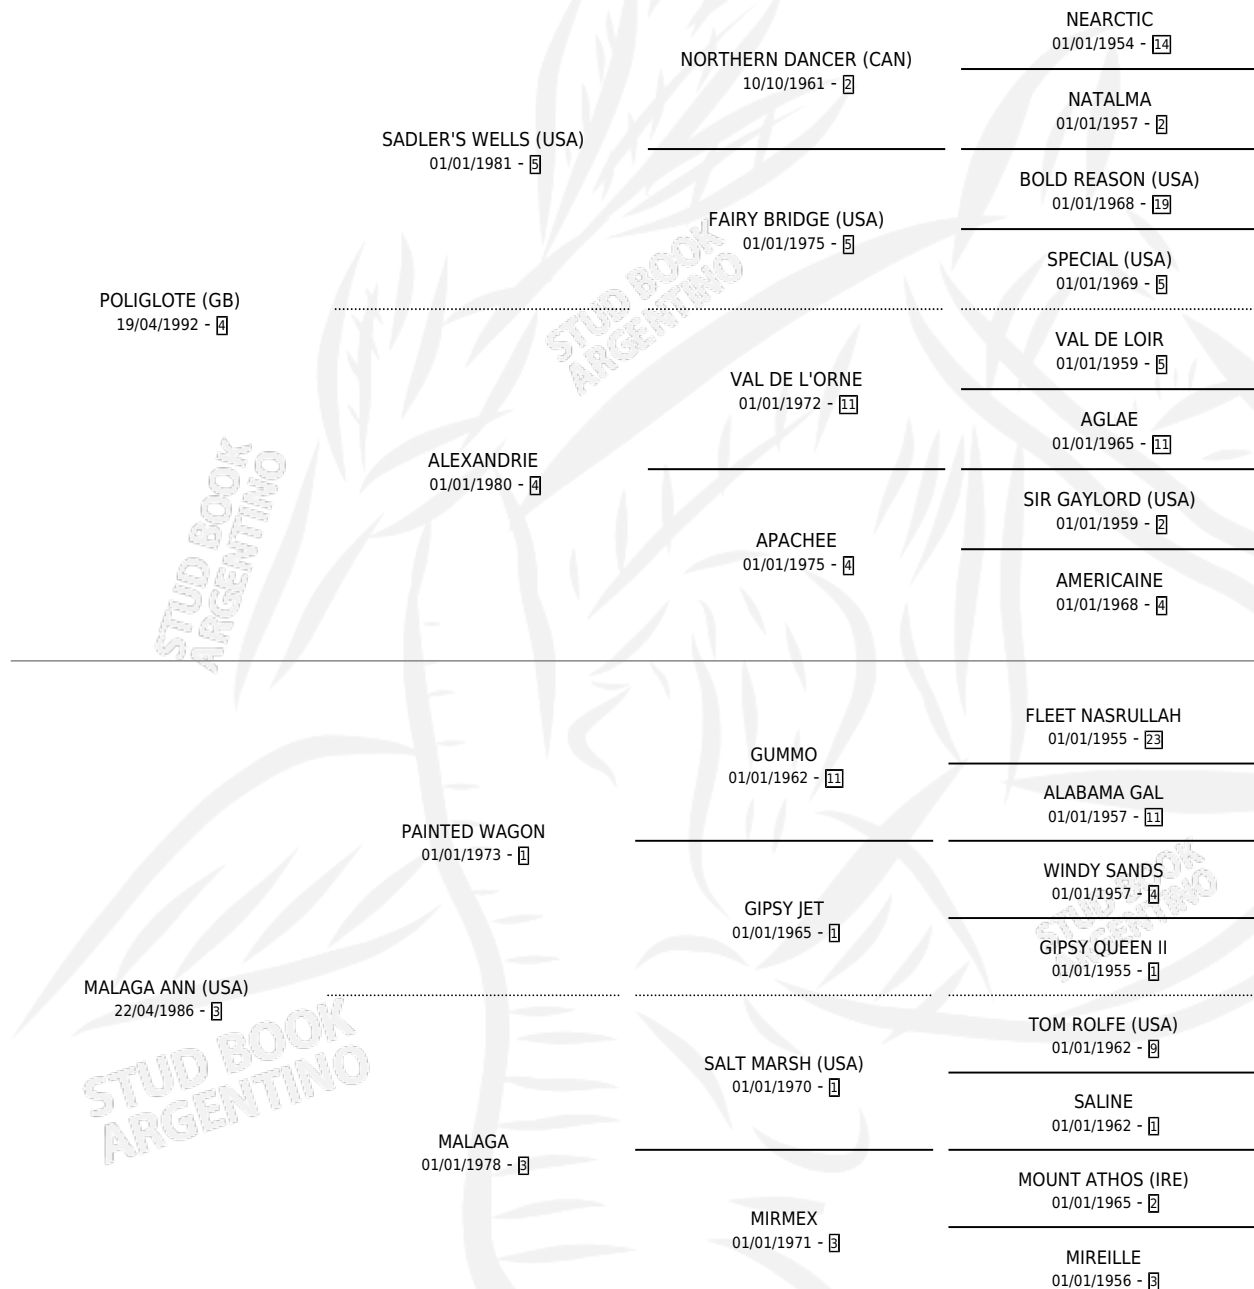 NEARCTIC
01/01/1954 - 14
NORTHERN DANCER (CAN)
10/10/1961 - 2
NATALMA
01/01/1957 - 2
SADLER'S WELLS (USA)
01/01/1981 - 5
BOLD REASON (USA)
01/01/1968 - 19
FAIRY BRIDGE (USA)
01/01/1975 - 5
SPECIAL (USA)
01/01/1969 - 5
POLIGLOTE (GB)
19/04/1992 - 4
VAL DE LOIR
01/01/1959 - 5
VAL DE L'ORNE
01/01/1972 - 11
AGLAE
01/01/1965 - 11
ALEXANDRIE
01/01/1980 - 4
SIR GAYLORD (USA)
01/01/1959 - 2
APACHEE
01/01/1975 - 4
AMERICAINE
01/01/1968 - 4
FLEET NASRULLAH
01/01/1955 - 23
GUMMO
01/01/1962 - 11
ALABAMA GAL
01/01/1957 - 11
PAINTED WAGON
01/01/1973 - 1
WINDY SANDS
01/01/1957 - 4
GIPSY JET
01/01/1965 - 1
GIPSY QUEEN II
01/01/1955 - 1
MALAGA ANN (USA)
22/04/1986 - 3
TOM ROLFE (USA)
01/01/1962 - 9
SALT MARSH (USA)
01/01/1970 - 1
SALINE
01/01/1962 - 1
MALAGA
01/01/1978 - 3
MOUNT ATHOS (IRE)
01/01/1965 - 2
MIRMEX
01/01/1971 - 3
MIREILLE
01/01/1956 - 3
STUD BOOK
ARGENTINO
STUD BOOK
ARGENTINO
STUD BOOK
ARGENTINO
STUD BOOK
ARGENTINO